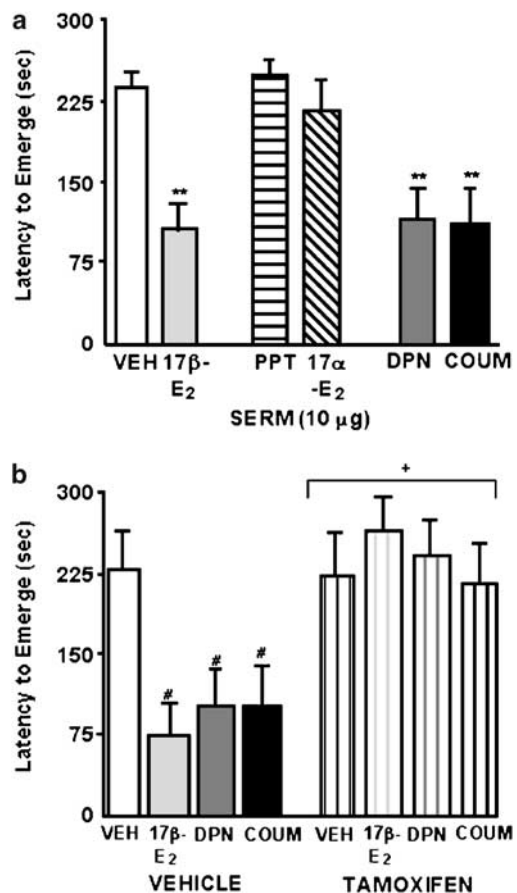 a
Latency to Emerge (sec)
300
225
150
75
0
** ** **
VEH 17β-E₂ PPT 17α-E₂ DPN COUM
SERM (10 µg)
b
Latency to Emerge (sec)
300
225
150
75
0
# # #
+
VEH 17β-E₂ DPN COUM VEH 17β-E₂ DPN COUM
VEHICLE TAMOXIFEN